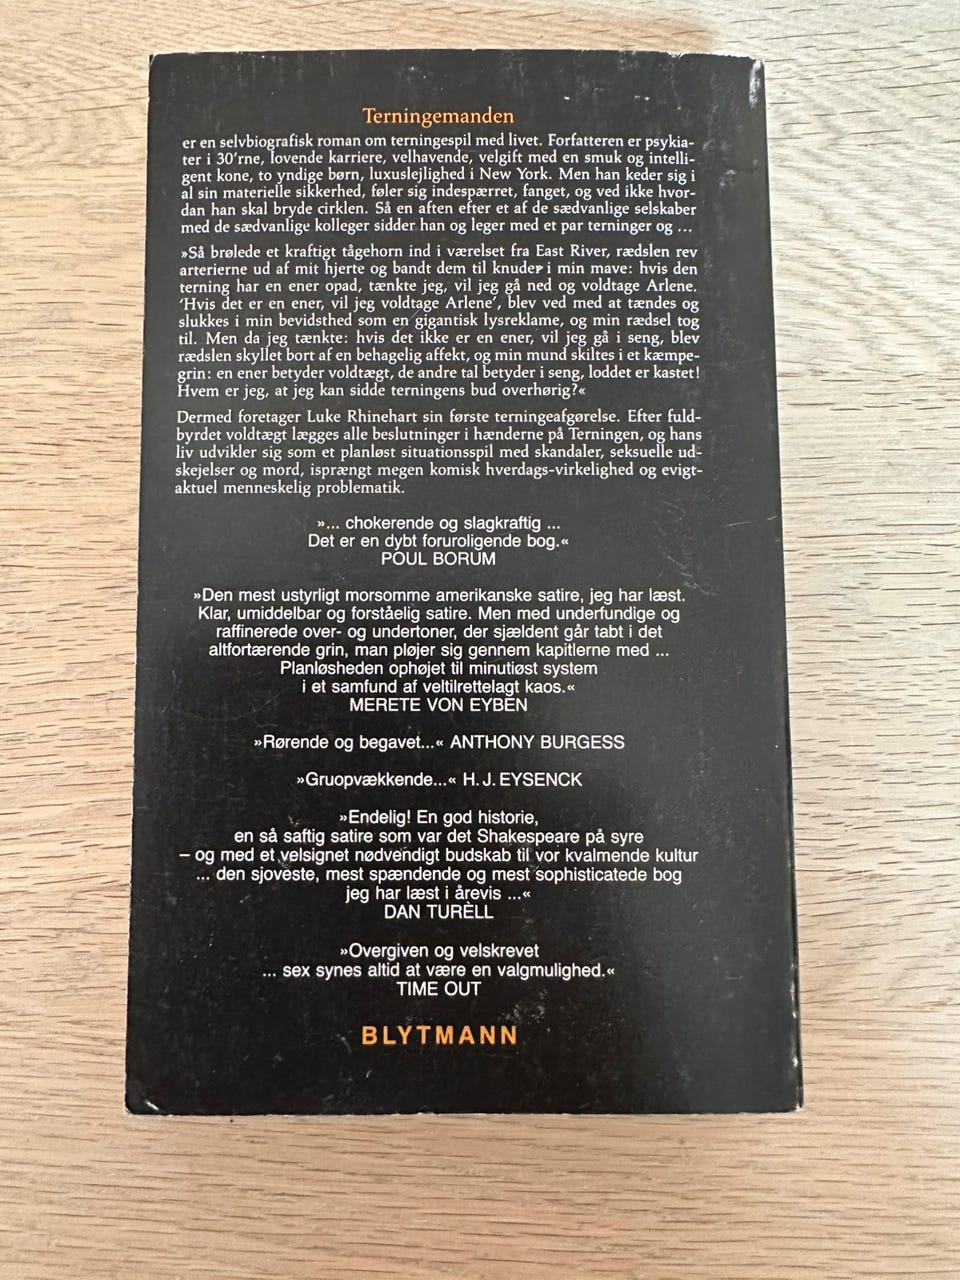 Terningemanden
er en selvbiografisk roman om terningespil med livet. Forfatteren er psykia-
ter i 30'rne, lovende karriere, velhavende, velgift med en smuk og intelli-
gent kone, to yndige børn, luxuslejlighed i New York. Men han keder sig i
al sin materielle sikkerhed, føler sig indespærret, fanget, og ved ikke hvor-
dan han skal bryde cirklen. Så en aften efter et af de sædvanlige selskaber
med de sædvanlige kolleger sidder han og leger med et par terninger og ...
»Så brølede et kraftigt tågehorn ind i værelset fra East River, rædslen rev
arterierne ud af mit hjerte og bandt dem til knuder i min mave: hvis den
terning har en ener opad, tænkte jeg, vil jeg gå ned og voldtage Arlene.
'Hvis det er en ener, vil jeg voldtage Arlene', blev ved med at tændes og
slukkes i min bevidsthed som en gigantisk lysreklame, og min rædsel tog
til. Men da jeg tænkte: hvis det ikke er en ener, vil jeg gå i seng, blev
rædslen skyllet bort af en behagelig affekt, og min mund skiltes i et kæmpe-
grin: en ener betyder voldtægt, de andre tal betyder i seng, loddet er kastet!
Hvem er jeg, at jeg kan sidde terningens bud overhørig?«
Dermed foretager Luke Rhinehart sin første terningeafgørelse. Efter fuld-
byrdet voldtægt lægges alle beslutninger i hænderne på Terningen, og hans
liv udvikler sig som et planløst situationsspil med skandaler, seksuelle ud-
skejelser og mord, isprængt megen komisk hverdags-virkelighed og evigt-
aktuel menneskelig problematik.
»... chokerende og slagkraftig ...
Det er en dybt foruroligende bog.«
POUL BORUM
»Den mest ustyrligt morsomme amerikanske satire, jeg har læst.
Klar, umiddelbar og forståelig satire. Men med underfundige og
raffinerede over- og undertoner, der sjældent går tabt i det
altfortærende grin, man pløjer sig gennem kapitlerne med ...
Planløsheden ophøjet til minutiøst system
i et samfund af veltilrettelagt kaos.«
MERETE VON EYBEN
»Rørende og begavet...« ANTHONY BURGESS
»Gruopvækkende...« H. J. EYSENCK
»Endelig! En god historie,
en så saftig satire som var det Shakespeare på syre
– og med et velsignet nødvendigt budskab til vor kvalmende kultur
... den sjoveste, mest spændende og mest sophisticatede bog
jeg har læst i årevis ...«
DAN TURÈLL
»Overgiven og velskrevet
... sex synes altid at være en valgmulighed.«
TIME OUT
BLYTMANN